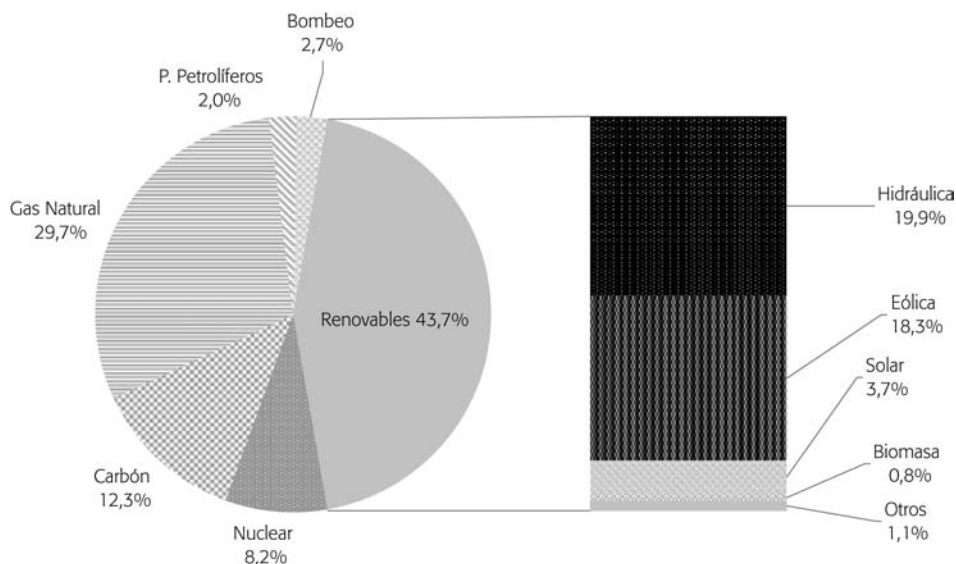 Bombeo
2,7%
P. Petrolíferos
2,0%
Gas Natural
29,7%
Renovables 43,7%
Carbón
12,3%
Nuclear
8,2%
Hidráulica
19,9%
Eólica
18,3%
Solar
3,7%
Biomasa
0,8%
Otros
1,1%